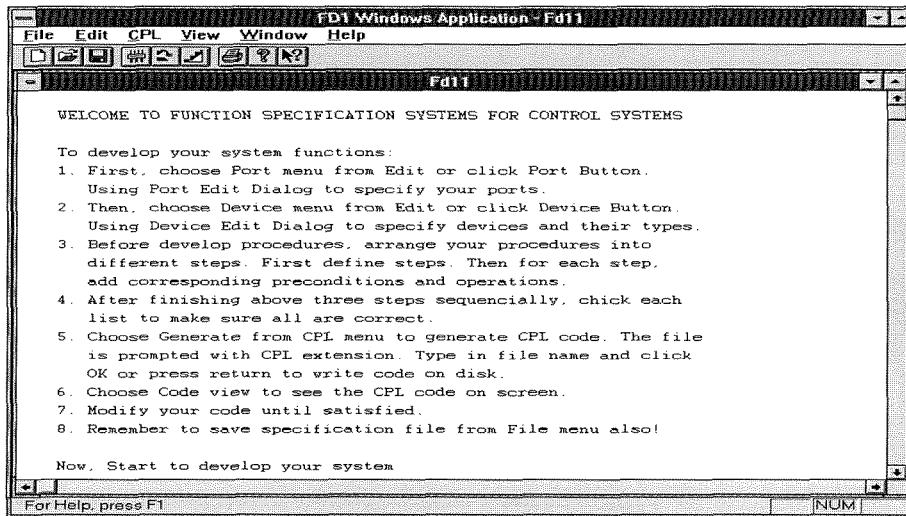 FD1 Windows Application - Fd11
File Edit CPL View Window Help
Fd11
WELCOME TO FUNCTION SPECIFICATION SYSTEMS FOR CONTROL SYSTEMS
To develop your system functions:
1. First, choose Port menu from Edit or click Port Button.
Using Port Edit Dialog to specify your ports.
2. Then, choose Device menu from Edit or click Device Button.
Using Device Edit Dialog to specify devices and their types.
3. Before develop procedures, arrange your procedures into
different steps. First define steps. Then for each step,
add corresponding preconditions and operations.
4. After finishing above three steps sequencially, chick each
list to make sure all are correct.
5. Choose Generate from CPL menu to generate CPL code. The file
is prompted with CPL extension. Type in file name and click
OK or press return to write code on disk.
6. Choose Code view to see the CPL code on screen.
7. Modify your code until satisfied.
8. Remember to save specification file from File menu also!
Now, Start to develop your system
For Help, press F1
NUM